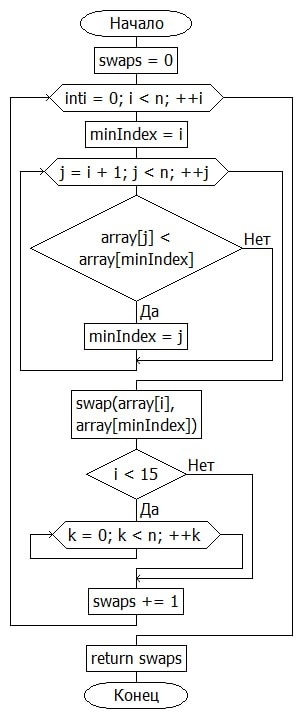 Начало
swaps = 0
inti = 0; i < n; ++i
minIndex = i
j = i + 1; j < n; ++j
array[j] <
array[minIndex]
Нет
Да
minIndex = j
swap(array[i],
array[minIndex])
i < 15
Нет
Да
k = 0; k < n; ++k
swaps += 1
return swaps
Конец